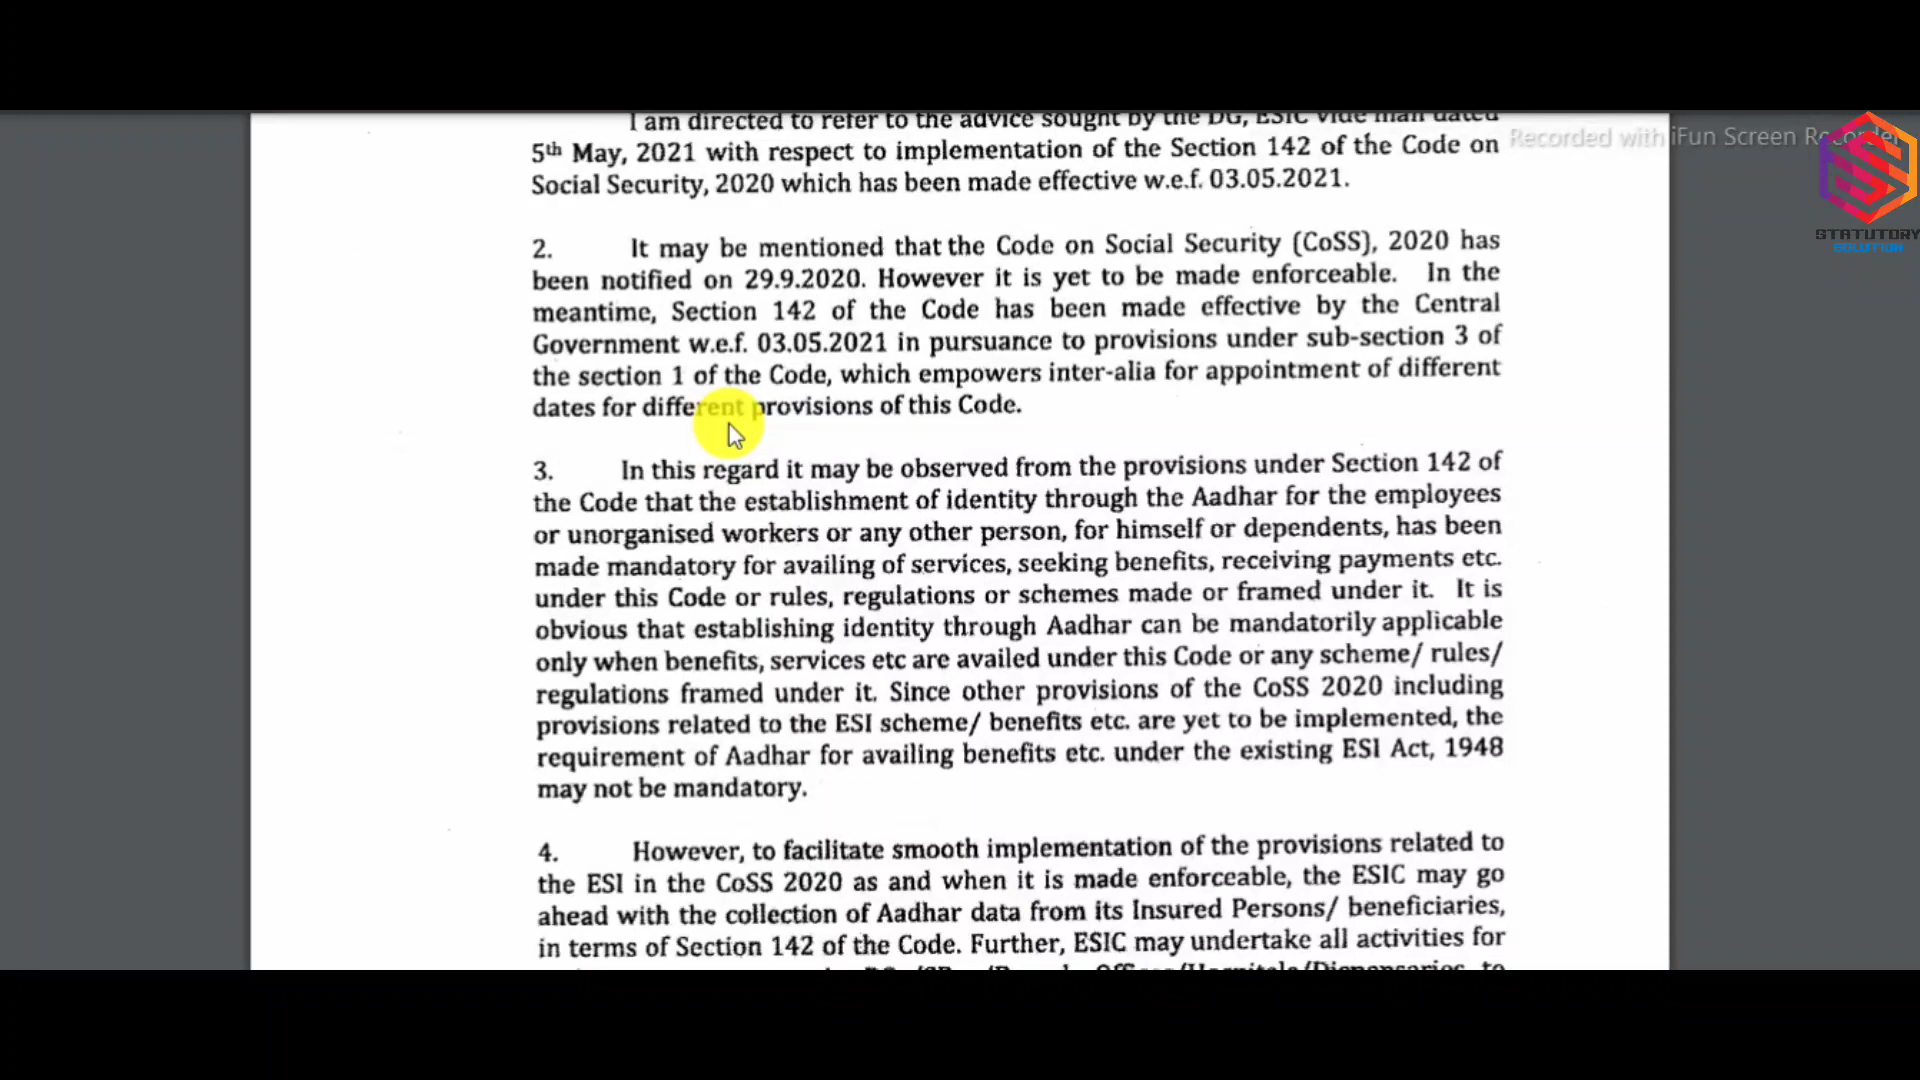 I am directed to refer to the advice sought by the DG, ESIC vide mail dated
5th May, 2021 with respect to implementation of the Section 142 of the Code on
Social Security, 2020 which has been made effective w.e.f. 03.05.2021.
2. It may be mentioned that the Code on Social Security (CoSS), 2020 has
been notified on 29.9.2020. However it is yet to be made enforceable. In the
meantime, Section 142 of the Code has been made effective by the Central
Government w.e.f. 03.05.2021 in pursuance to provisions under sub-section 3 of
the section 1 of the Code, which empowers inter-alia for appointment of different
dates for different provisions of this Code.
3. In this regard it may be observed from the provisions under Section 142 of
the Code that the establishment of identity through the Aadhar for the employees
or unorganised workers or any other person, for himself or dependents, has been
made mandatory for availing of services, seeking benefits, receiving payments etc.
under this Code or rules, regulations or schemes made or framed under it. It is
obvious that establishing identity through Aadhar can be mandatorily applicable
only when benefits, services etc are availed under this Code or any scheme/ rules/
regulations framed under it. Since other provisions of the CoSS 2020 including
provisions related to the ESI scheme/ benefits etc. are yet to be implemented, the
requirement of Aadhar for availing benefits etc. under the existing ESI Act, 1948
may not be mandatory.
4. However, to facilitate smooth implementation of the provisions related to
the ESI in the CoSS 2020 as and when it is made enforceable, the ESIC may go
ahead with the collection of Aadhar data from its Insured Persons/ beneficiaries,
in terms of Section 142 of the Code. Further, ESIC may undertake all activities for
Recorded with iFun Screen Recorder
STATUTORY
SOLUTION